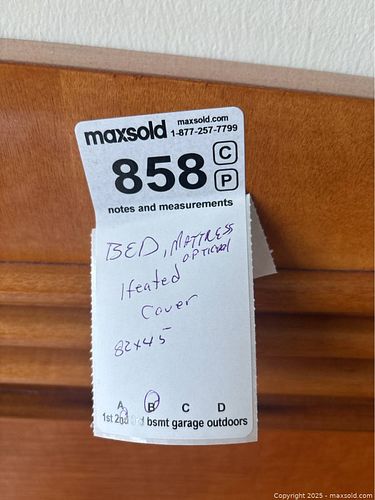 maxsold maxsold.com
1-877-257-7799
858 C
P
notes and measurements
BED, MATTRESS
OPTIONAL
Heated
Cover
82x45
A B C D
1st 2nd bsmt garage outdoors
Copyright © 2025 - maxsold.com